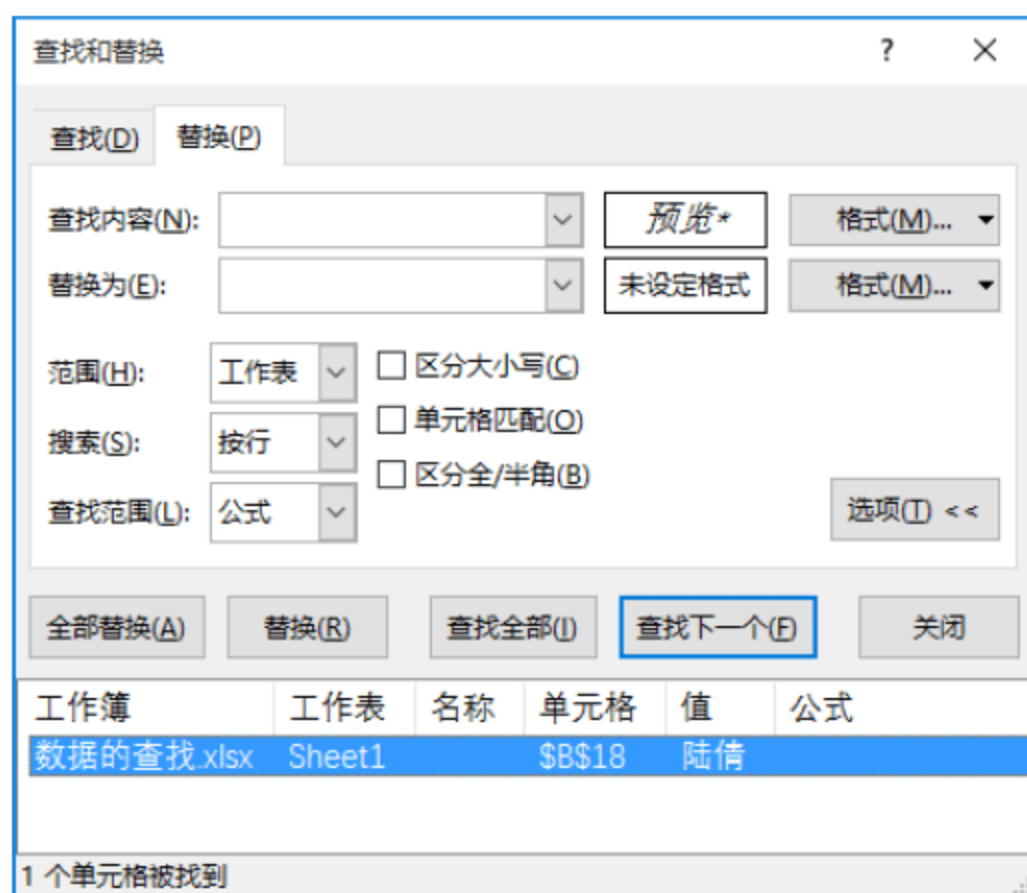 查找和替换 ?
查找(D) 替换(P)
查找内容(N): 预览* 格式(M)...
替换为(E): 未设定格式 格式(M)...
范围(H): 工作表 区分大小写(C)
搜索(S): 按行 单元格匹配(O)
查找范围(L): 公式 区分全/半角(B)
选项(T) <<
全部替换(A) 替换(R) 查找全部(I) 查找下一个(F) 关闭
工作簿 工作表 名称 单元格 值 公式
数据的查找.xlsx Sheet1 $B$18 陆倩
1 个单元格被找到